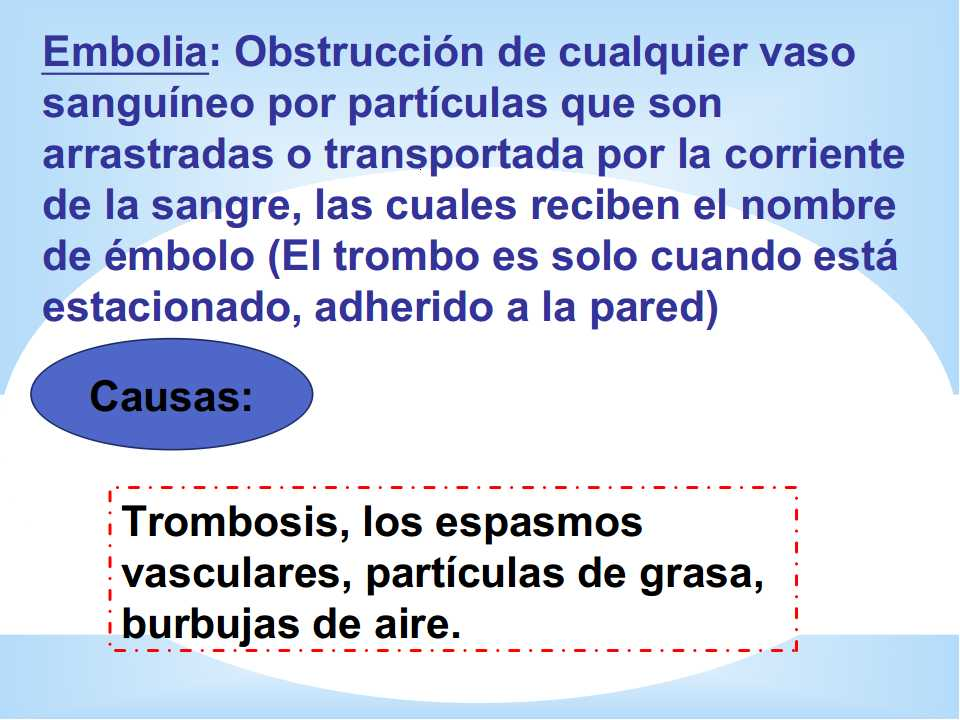 Embolia: Obstrucción de cualquier vaso
sanguíneo por partículas que son
arrastradas o transportada por la corriente
de la sangre, las cuales reciben el nombre
de émbolo (El trombo es solo cuando está
estacionado, adherido a la pared)
Causas:
Trombosis, los espasmos
vasculares, partículas de grasa,
burbujas de aire.